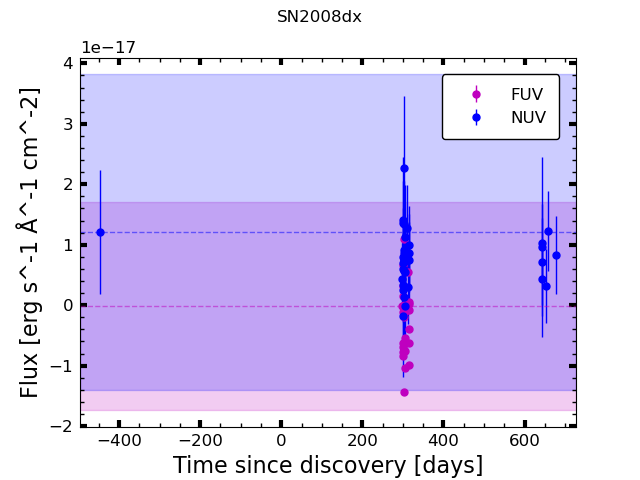 SN2008dx
1e−17
FUV
NUV
4
3
2
1
0
−1
−2
Flux [erg s^-1 Å^-1 cm^-2]
−400
−200
0
200
400
600
Time since discovery [days]